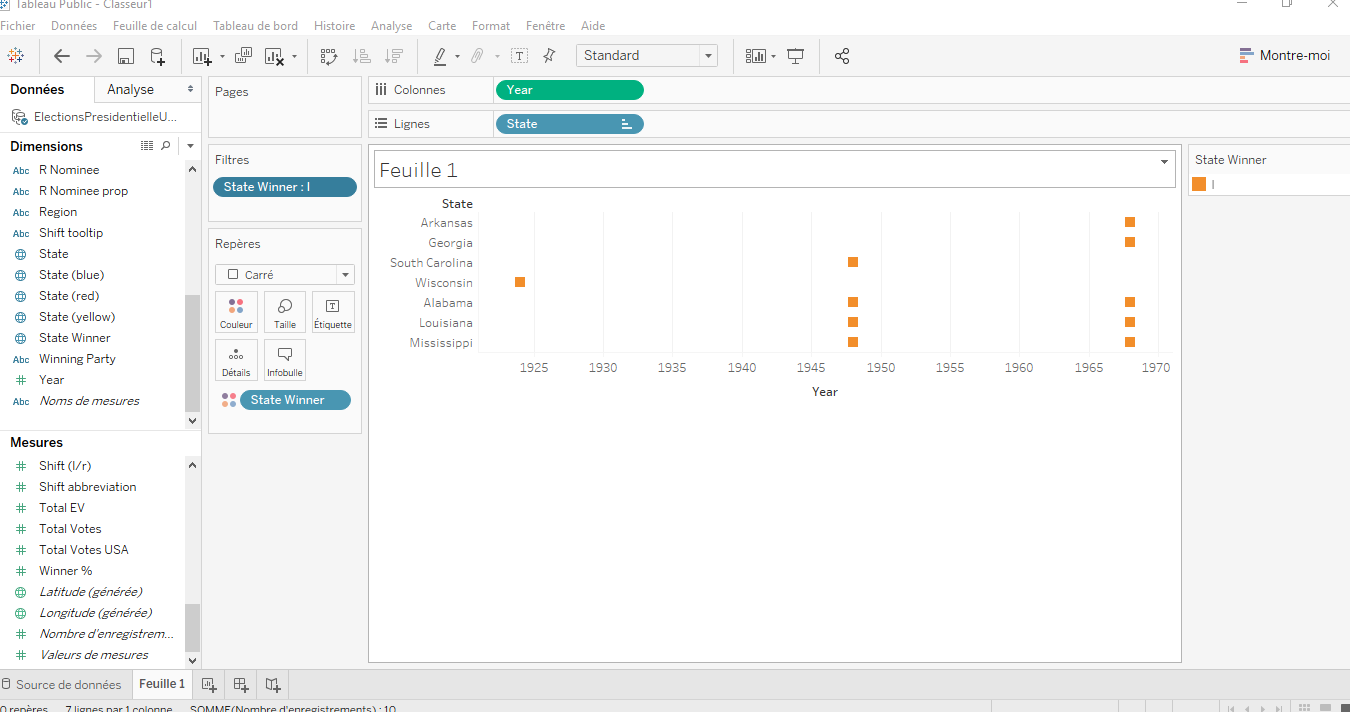 Tableau Public - Classeur1
Fichier Données Feuille de calcul Tableau de bord Histoire Analyse Carte Format Fenêtre Aide
Standard
Montre-moi
Données Analyse
ElectionsPresidentielleU...
Dimensions
Abc R Nominee
Abc R Nominee prop
Abc Region
Abc Shift tooltip
State
State (blue)
State (red)
State (yellow)
State Winner
Abc Winning Party
Year
Abc Noms de mesures
Mesures
Shift (l/r)
Shift abbreviation
Total EV
Total Votes
Total Votes USA
Winner %
Latitude (générée)
Longitude (générée)
Nombre d'enregistrem...
Valeurs de mesures
Pages
Filtres
State Winner : I
Repères
Carré
Couleur Taille Étiquette
Détails Infobulle
State Winner
Colonnes Year
Lignes State
Feuille 1
State
Arkansas
Georgia
South Carolina
Wisconsin
Alabama
Louisiana
Mississippi
1925 1930 1935 1940 1945 1950 1955 1960 1965 1970
Year
State Winner
I
Source de données Feuille 1
0 repères 7 lignes par 1 colonne SOMME(Nombre d'enregistrements) : 10